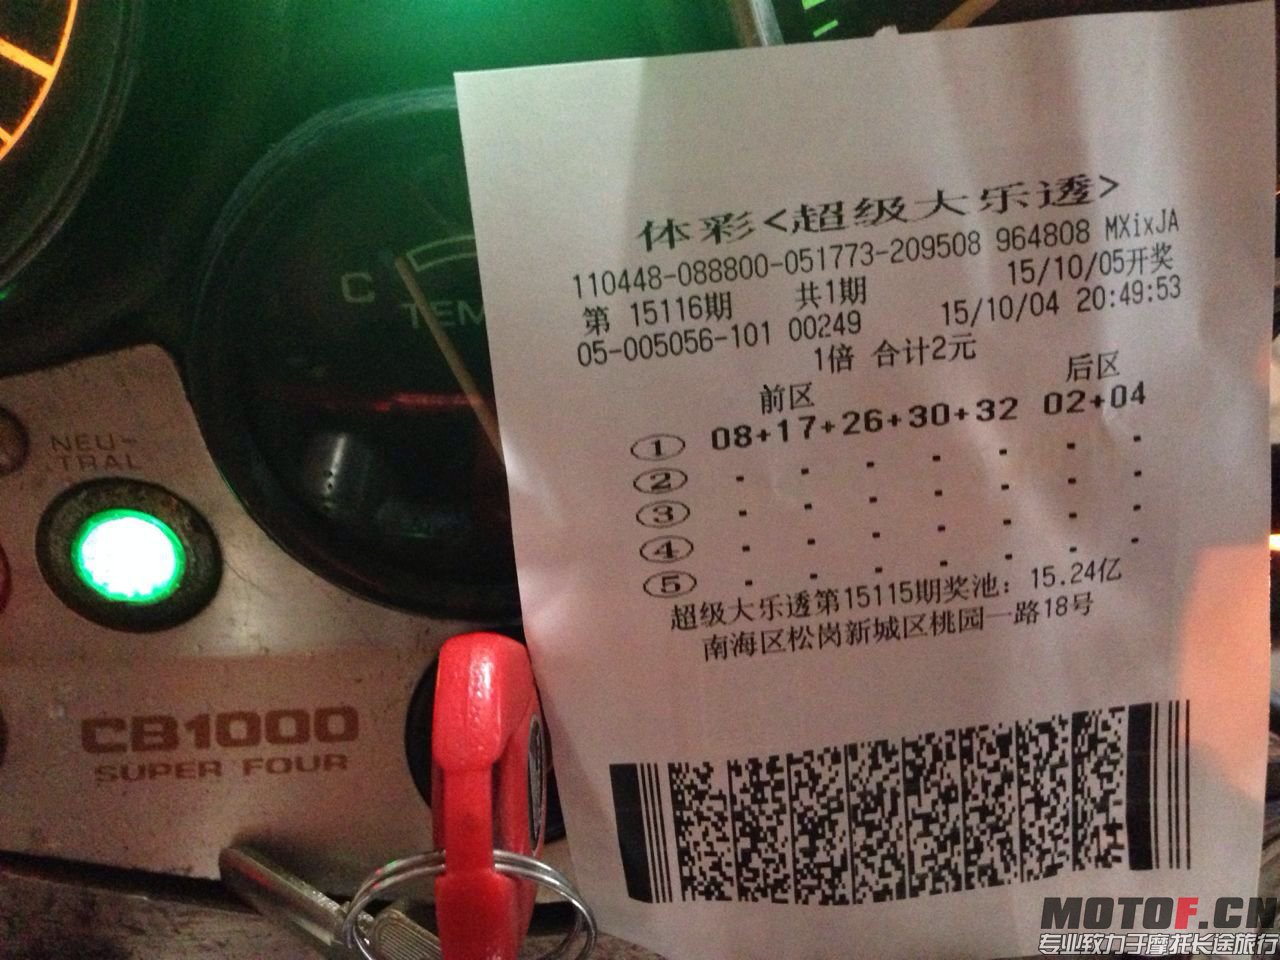 体彩<超级大乐透>
110448-088800-051773-209508 964808 MXixJA
第 15116期 共1期 15/10/05开奖
05-005056-101 00249 15/10/04 20:49:53
1倍 合计2元
前区 后区
① 08+17+26+30+32 02+04
②
③
④
⑤
超级大乐透第15115期奖池：15.24亿
南海区松岗新城区桃园一路18号
C
TEM
NEU-
TRAL
CB1000
SUPER FOUR
MOTOF.CN
专业致力于摩托长途旅行